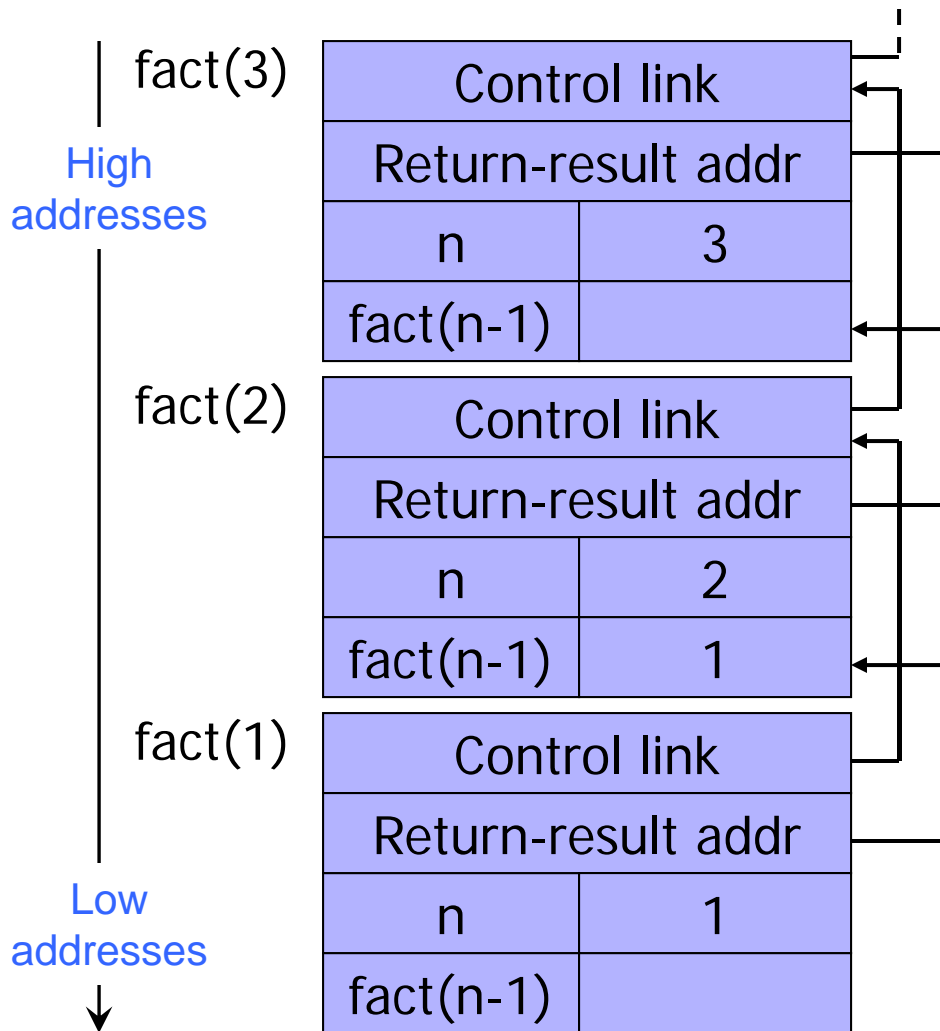 fact(3)
Control link
High
addresses
Return-result addr
n 3
fact(n-1)
fact(2)
Control link
Return-result addr
n 2
fact(n-1) 1
fact(1)
Control link
Return-result addr
Low
addresses
n 1
fact(n-1)